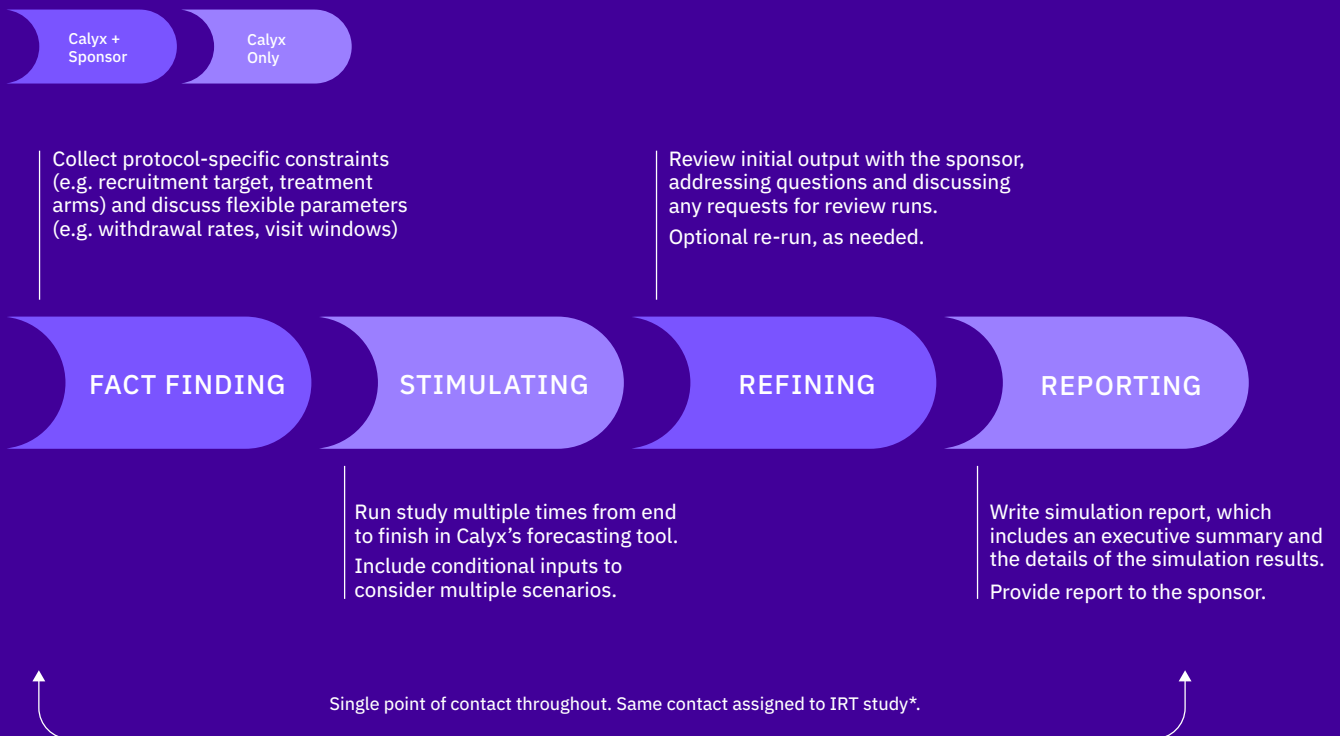 Calyx +
Sponsor
Calyx
Only
Collect protocol-specific constraints
(e.g. recruitment target, treatment
arms) and discuss flexible parameters
(e.g. withdrawal rates, visit windows)
Review initial output with the sponsor,
addressing questions and discussing
any requests for review runs.
Optional re-run, as needed.
FACT FINDING
STIMULATING
REFINING
REPORTING
Run study multiple times from end
to finish in Calyx’s forecasting tool.
Include conditional inputs to
consider multiple scenarios.
Write simulation report, which
includes an executive summary and
the details of the simulation results.
Provide report to the sponsor.
Single point of contact throughout. Same contact assigned to IRT study*.